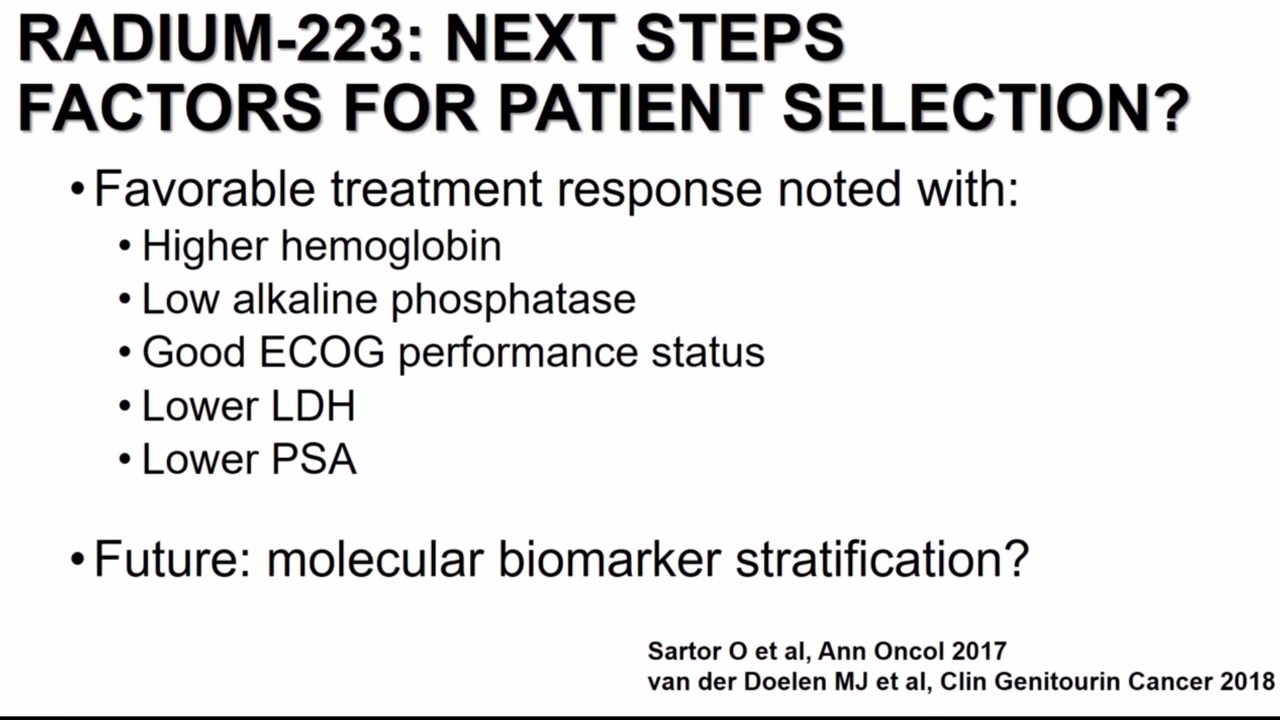 RADIUM-223: NEXT STEPS
FACTORS FOR PATIENT SELECTION?
• Favorable treatment response noted with:
• Higher hemoglobin
• Low alkaline phosphatase
• Good ECOG performance status
• Lower LDH
• Lower PSA
• Future: molecular biomarker stratification?
Sartor O et al, Ann Oncol 2017
van der Doelen MJ et al, Clin Genitourin Cancer 2018